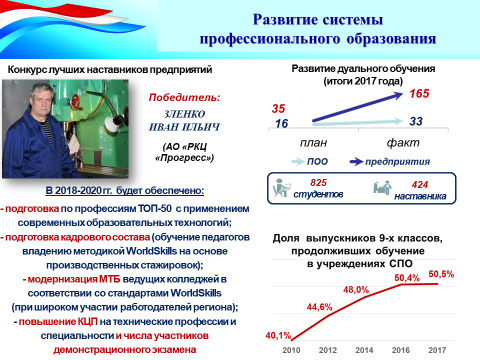 Развитие системы
профессионального образования
Конкурс лучших наставников предприятий
Победитель:
ЗЛЕНКО
ИВАН ИЛЬИЧ
(АО «РКЦ
«Прогресс»)
В 2018-2020 гг. будет обеспечено:
- подготовка по профессиям ТОП-50 с применением
современных образовательных технологий;
- подготовка кадрового состава (обучение педагогов
владению методикой WorldSkills на основе
производственных стажировок);
- модернизация МТБ ведущих колледжей в
соответствии со стандартами WorldSkills
(при широком участии работодателей региона);
- повышение КЦП на технические профессии и
специальности и числа участников
демонстрационного экзамена
Развитие дуального обучения
(итоги 2017 года)
165
35
16
33
план факт
ПОО предприятия
825
студентов
424
наставника
Доля выпускников 9-х классов,
продолживших обучение
в учреждениях СПО
40,1% 44,6% 48,0% 50,4% 50,5%
2010 2012 2014 2016 2017